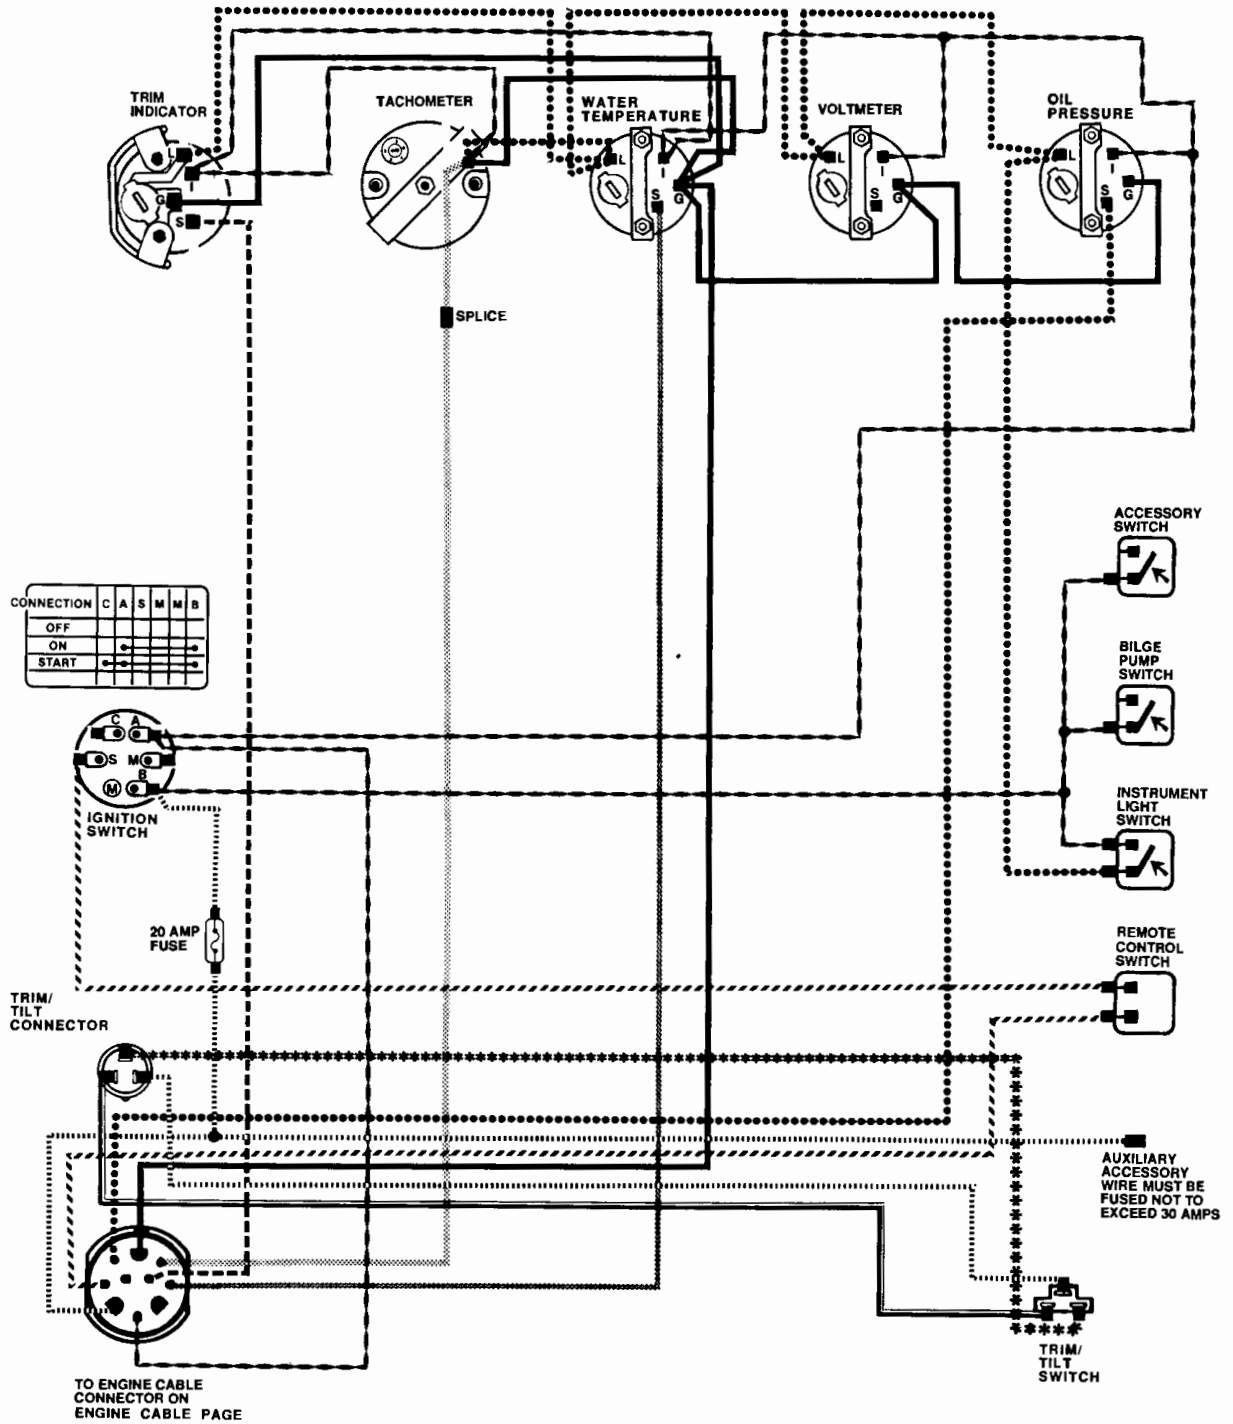 TRIM
INDICATOR
L
I
G
S
TACHOMETER
WATER
TEMPERATURE
L
I
S
G
VOLTMETER
L
I
S
G
OIL
PRESSURE
L
I
S
G
SPLICE
ACCESSORY
SWITCH
CONNECTION C A S M M B
OFF
ON
START
BILGE
PUMP
SWITCH
C A
S M
M B
IGNITION
SWITCH
INSTRUMENT
LIGHT
SWITCH
20 AMP
FUSE
REMOTE
CONTROL
SWITCH
TRIM/
TILT
CONNECTOR
AUXILIARY
ACCESSORY
WIRE MUST BE
FUSED NOT TO
EXCEED 30 AMPS
TRIM/
TILT
SWITCH
TO ENGINE CABLE
CONNECTOR ON
ENGINE CABLE PAGE